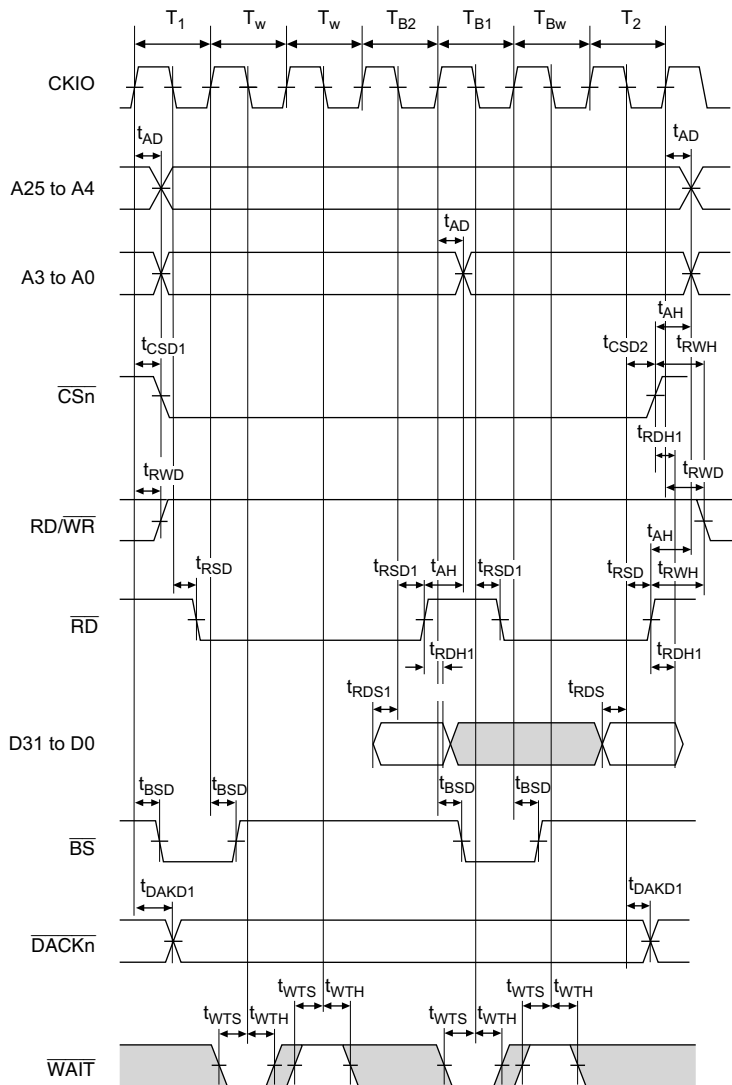 T1 Tw Tw TB2 TB1 TBw T2
CKIO
tAD tAD
A25 to A4
tAD
A3 to A0
tAH
tCSD1 tCSD2 tRWH
CSn
tRDH1
tRWD tRWD
RD/WR
tAH
tRSD tRSD1 tAH tRSD1 tRSD tRWH
RD
tRDH1 tRDH1
tRDS1 tRDS
D31 to D0
tBSD tBSD tBSD tBSD
BS
tDAKD1 tDAKD1
DACKn
tWTS tWTH tWTS tWTH
tWTS tWTH tWTS tWTH
WAIT